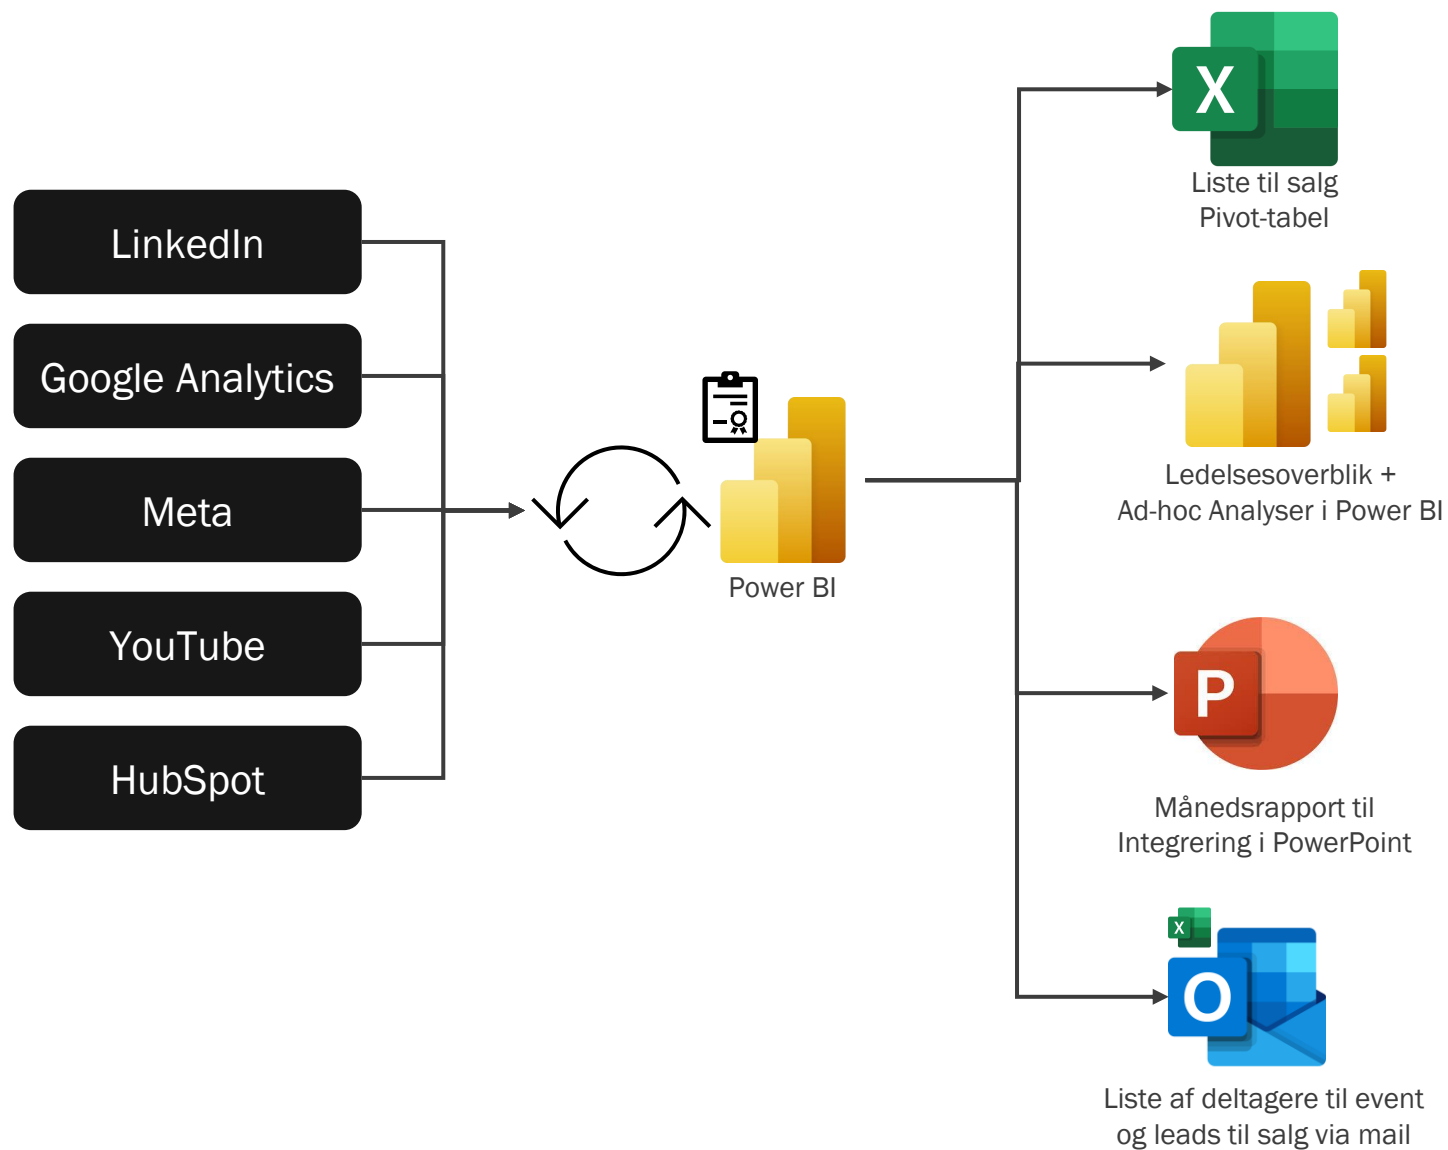 LinkedIn
Google Analytics
Meta
YouTube
HubSpot
Power BI
X
Liste til salg
Pivot-tabel
Ledelsesoverblik +
Ad-hoc Analyser i Power BI
P
Månedsrapport til
Integrering i PowerPoint
X
O
Liste af deltagere til event
og leads til salg via mail